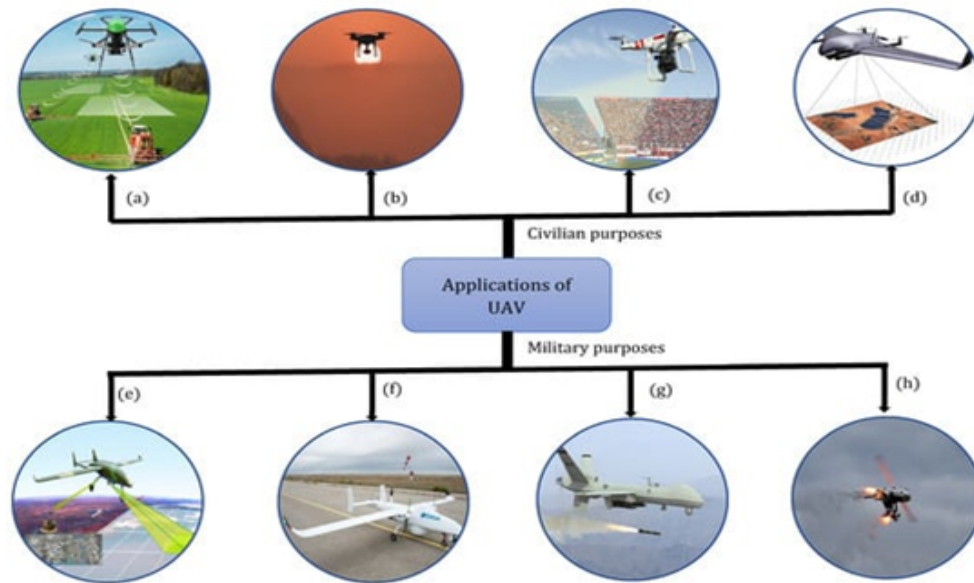 (a)
(b)
(c)
(d)
Civilian purposes
Applications of
UAV
Military purposes
(e)
(f)
(g)
(h)